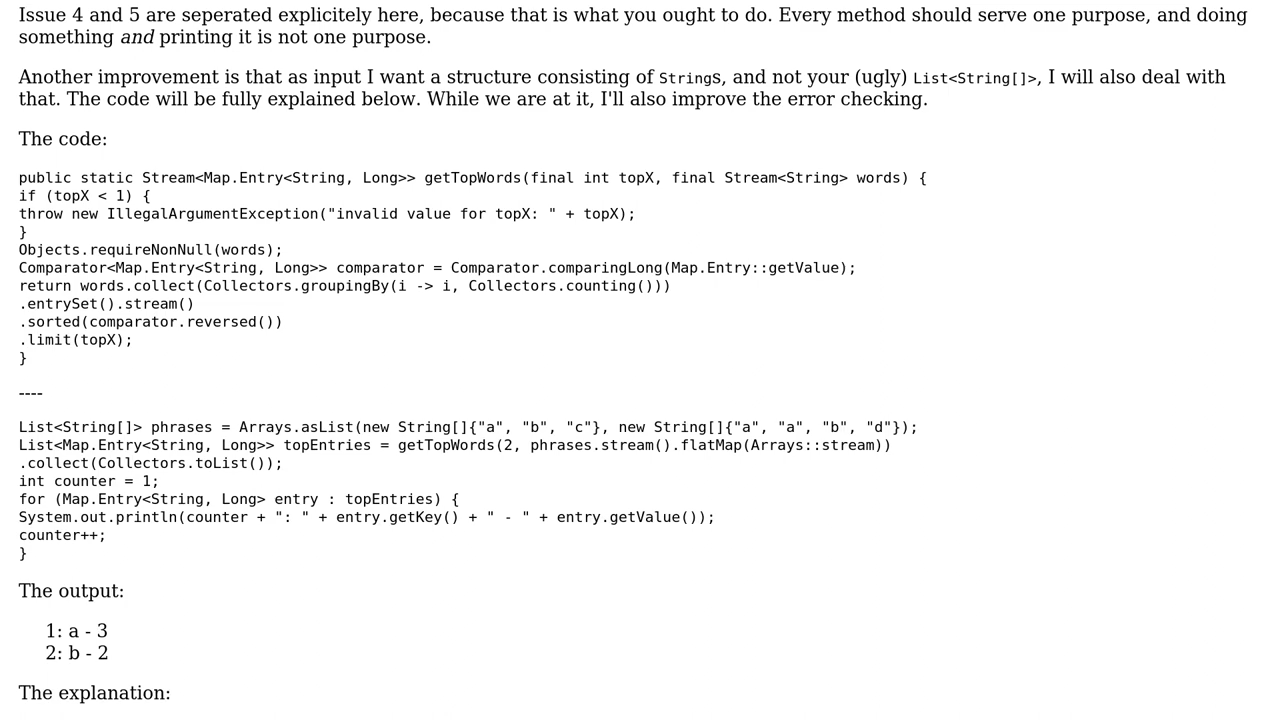 Issue 4 and 5 are seperated explicitely here, because that is what you ought to do. Every method should serve one purpose, and doing
something and printing it is not one purpose.
Another improvement is that as input I want a structure consisting of Strings, and not your (ugly) List<String[]>, I will also deal with
that. The code will be fully explained below. While we are at it, I'll also improve the error checking.
The code:
public static Stream<Map.Entry<String, Long>> getTopWords(final int topX, final Stream<String> words) {
if (topX < 1) {
throw new IllegalArgumentException("invalid value for topX: " + topX);
}
Objects.requireNonNull(words);
Comparator<Map.Entry<String, Long>> comparator = Comparator.comparingLong(Map.Entry::getValue);
return words.collect(Collectors.groupingBy(i -> i, Collectors.counting()))
.entrySet().stream()
.sorted(comparator.reversed())
.limit(topX);
}
----
List<String[]> phrases = Arrays.asList(new String[]{"a", "b", "c"}, new String[]{"a", "a", "b", "d"});
List<Map.Entry<String, Long>> topEntries = getTopWords(2, phrases.stream().flatMap(Arrays::stream))
.collect(Collectors.toList());
int counter = 1;
for (Map.Entry<String, Long> entry : topEntries) {
System.out.println(counter + ": " + entry.getKey() + " - " + entry.getValue());
counter++;
}
The output:
1: a - 3
2: b - 2
The explanation: